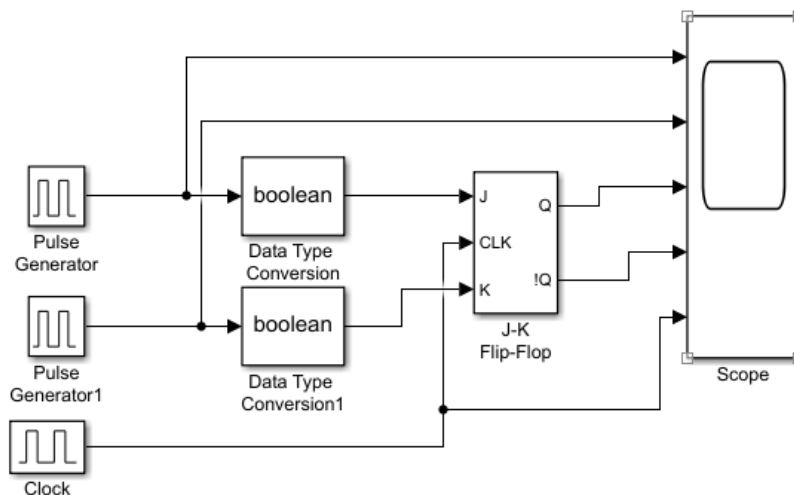 Pulse
Generator
boolean
Data Type
Conversion
J
CLK
K
Q
!Q
J-K
Flip-Flop
Pulse
Generator1
boolean
Data Type
Conversion1
Scope
Clock